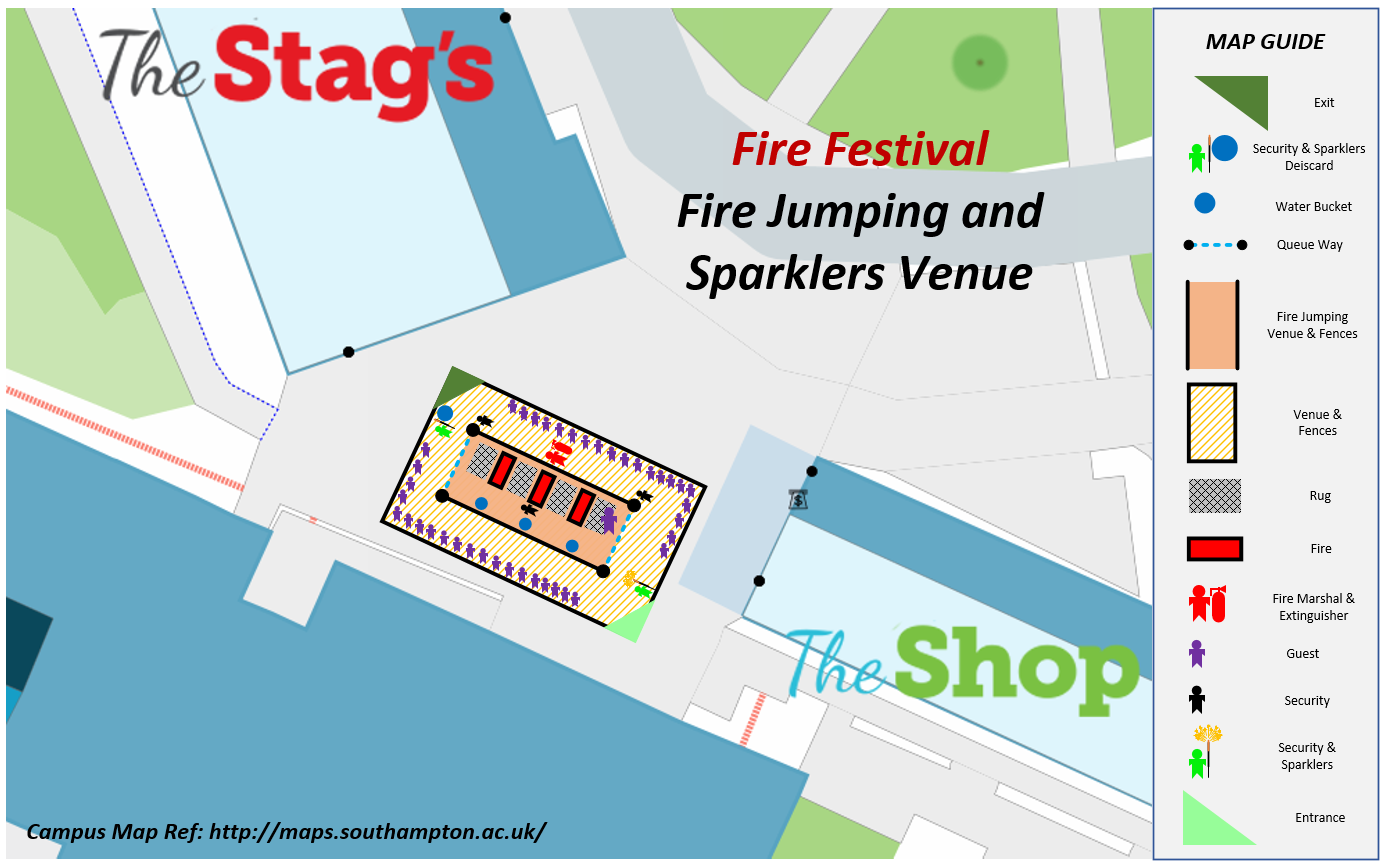 The Stag's
Fire Festival
Fire Jumping and
Sparklers Venue
$
The Shop
Campus Map Ref: http://maps.southampton.ac.uk/
MAP GUIDE
Exit
Security & Sparklers
Deiscard
Water Bucket
Queue Way
Fire Jumping
Venue & Fences
Venue &
Fences
Rug
Fire
Fire Marshal &
Extinguisher
Guest
Security
Security &
Sparklers
Entrance